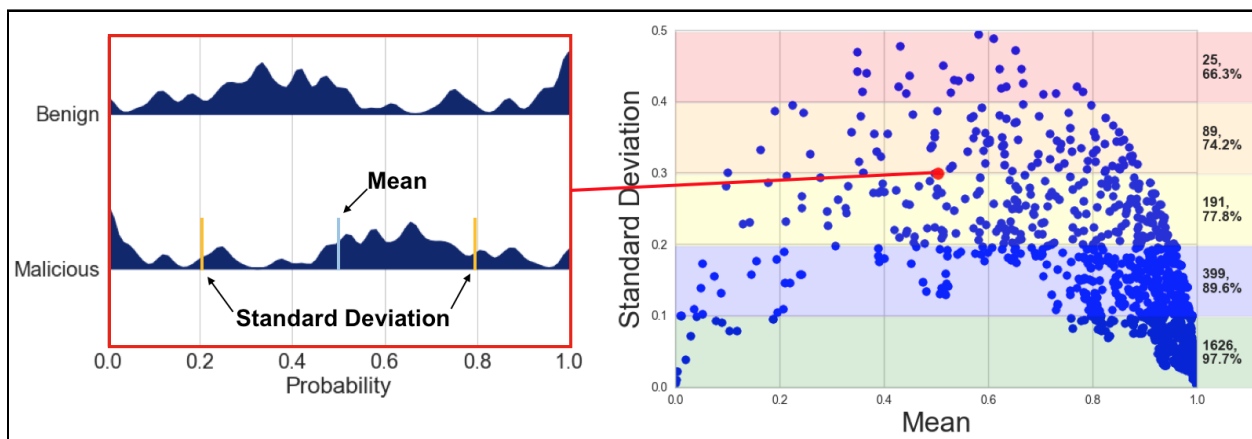 Benign
Malicious
Mean
Standard Deviation
0.0 0.2 0.4 0.6 0.8 1.0
Probability
Standard Deviation
0.5
0.4
0.3
0.2
0.1
0.0
25,
66.3%
89,
74.2%
191,
77.8%
399,
89.6%
1626,
97.7%
0.0 0.2 0.4 0.6 0.8 1.0
Mean